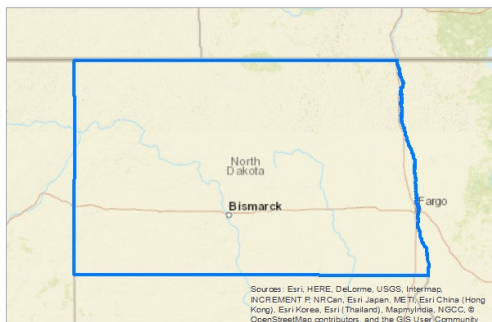 North
Dakota
Bismarck
Fargo
Sources: Esri, HERE, DeLorme, USGS, Intermap,
INCREMENT P, NRCan, Esri Japan, METI, Esri China (Hong
Kong), Esri Korea, Esri (Thailand), MapmyIndia, NGCC, ©
OpenStreetMap contributors, and the GIS User Community